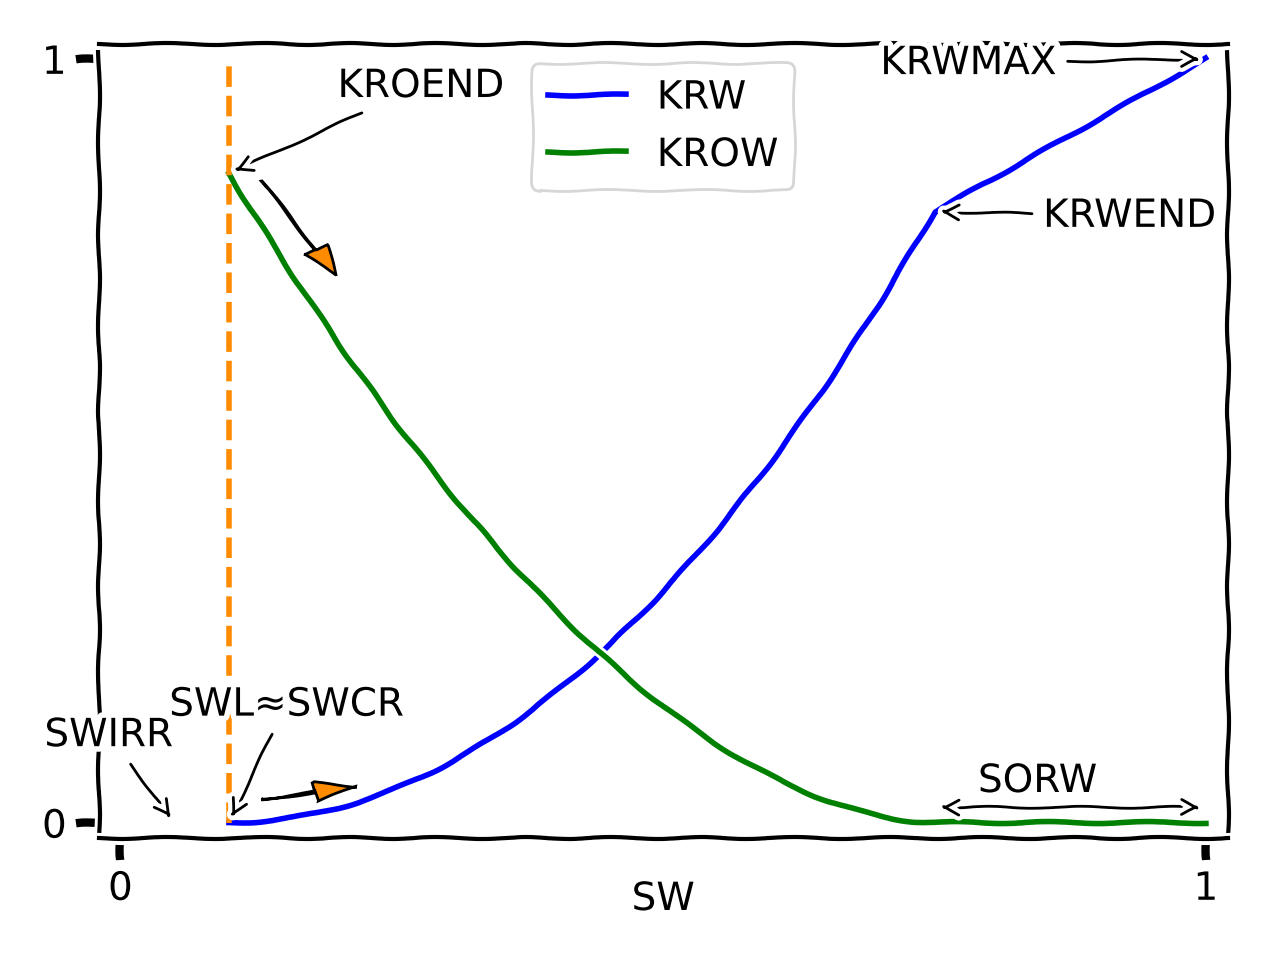 1
KROEND
KRW
KROW
KRWMAX
KRWEND
SWL≈SWCR
SWIRR
SORW
0
0
SW
1